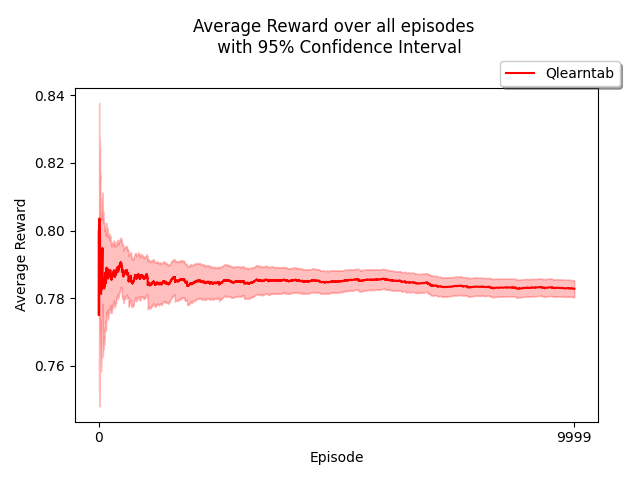 Average Reward over all episodes
with 95% Confidence Interval
Qlearntab
0.84
0.82
0.80
0.78
0.76
Average Reward
0
9999
Episode